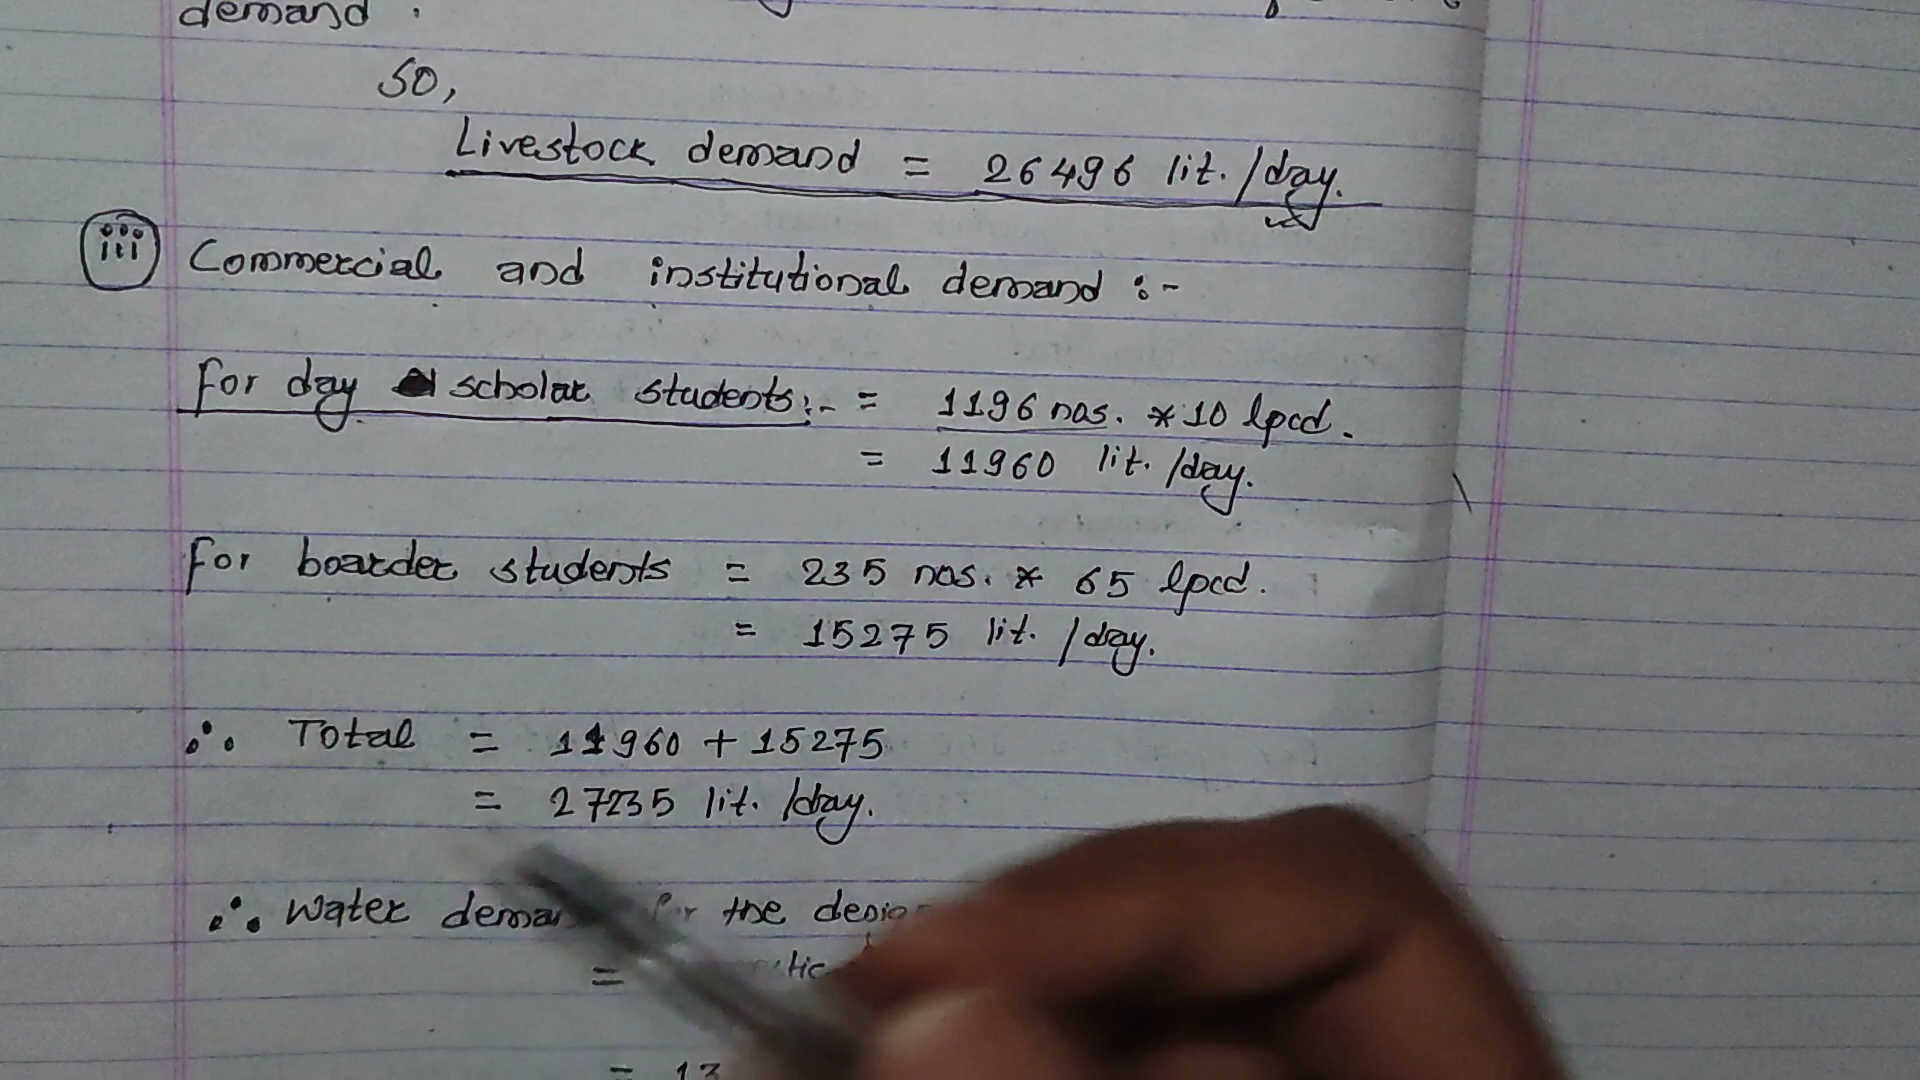 demand.
So,
Livestock demand = 26496 lit./day.
iii Commercial and institutional demand :-
For day scholar students:- = 1196 nos. * 10 lpcd.
= 11960 lit. /day.
For boarder students = 235 nos. * 65 lpcd.
= 15275 lit. /day.
∴ Total = 11960 + 15275
= 27235 lit. /day.
∴ Water for the
=
= 13